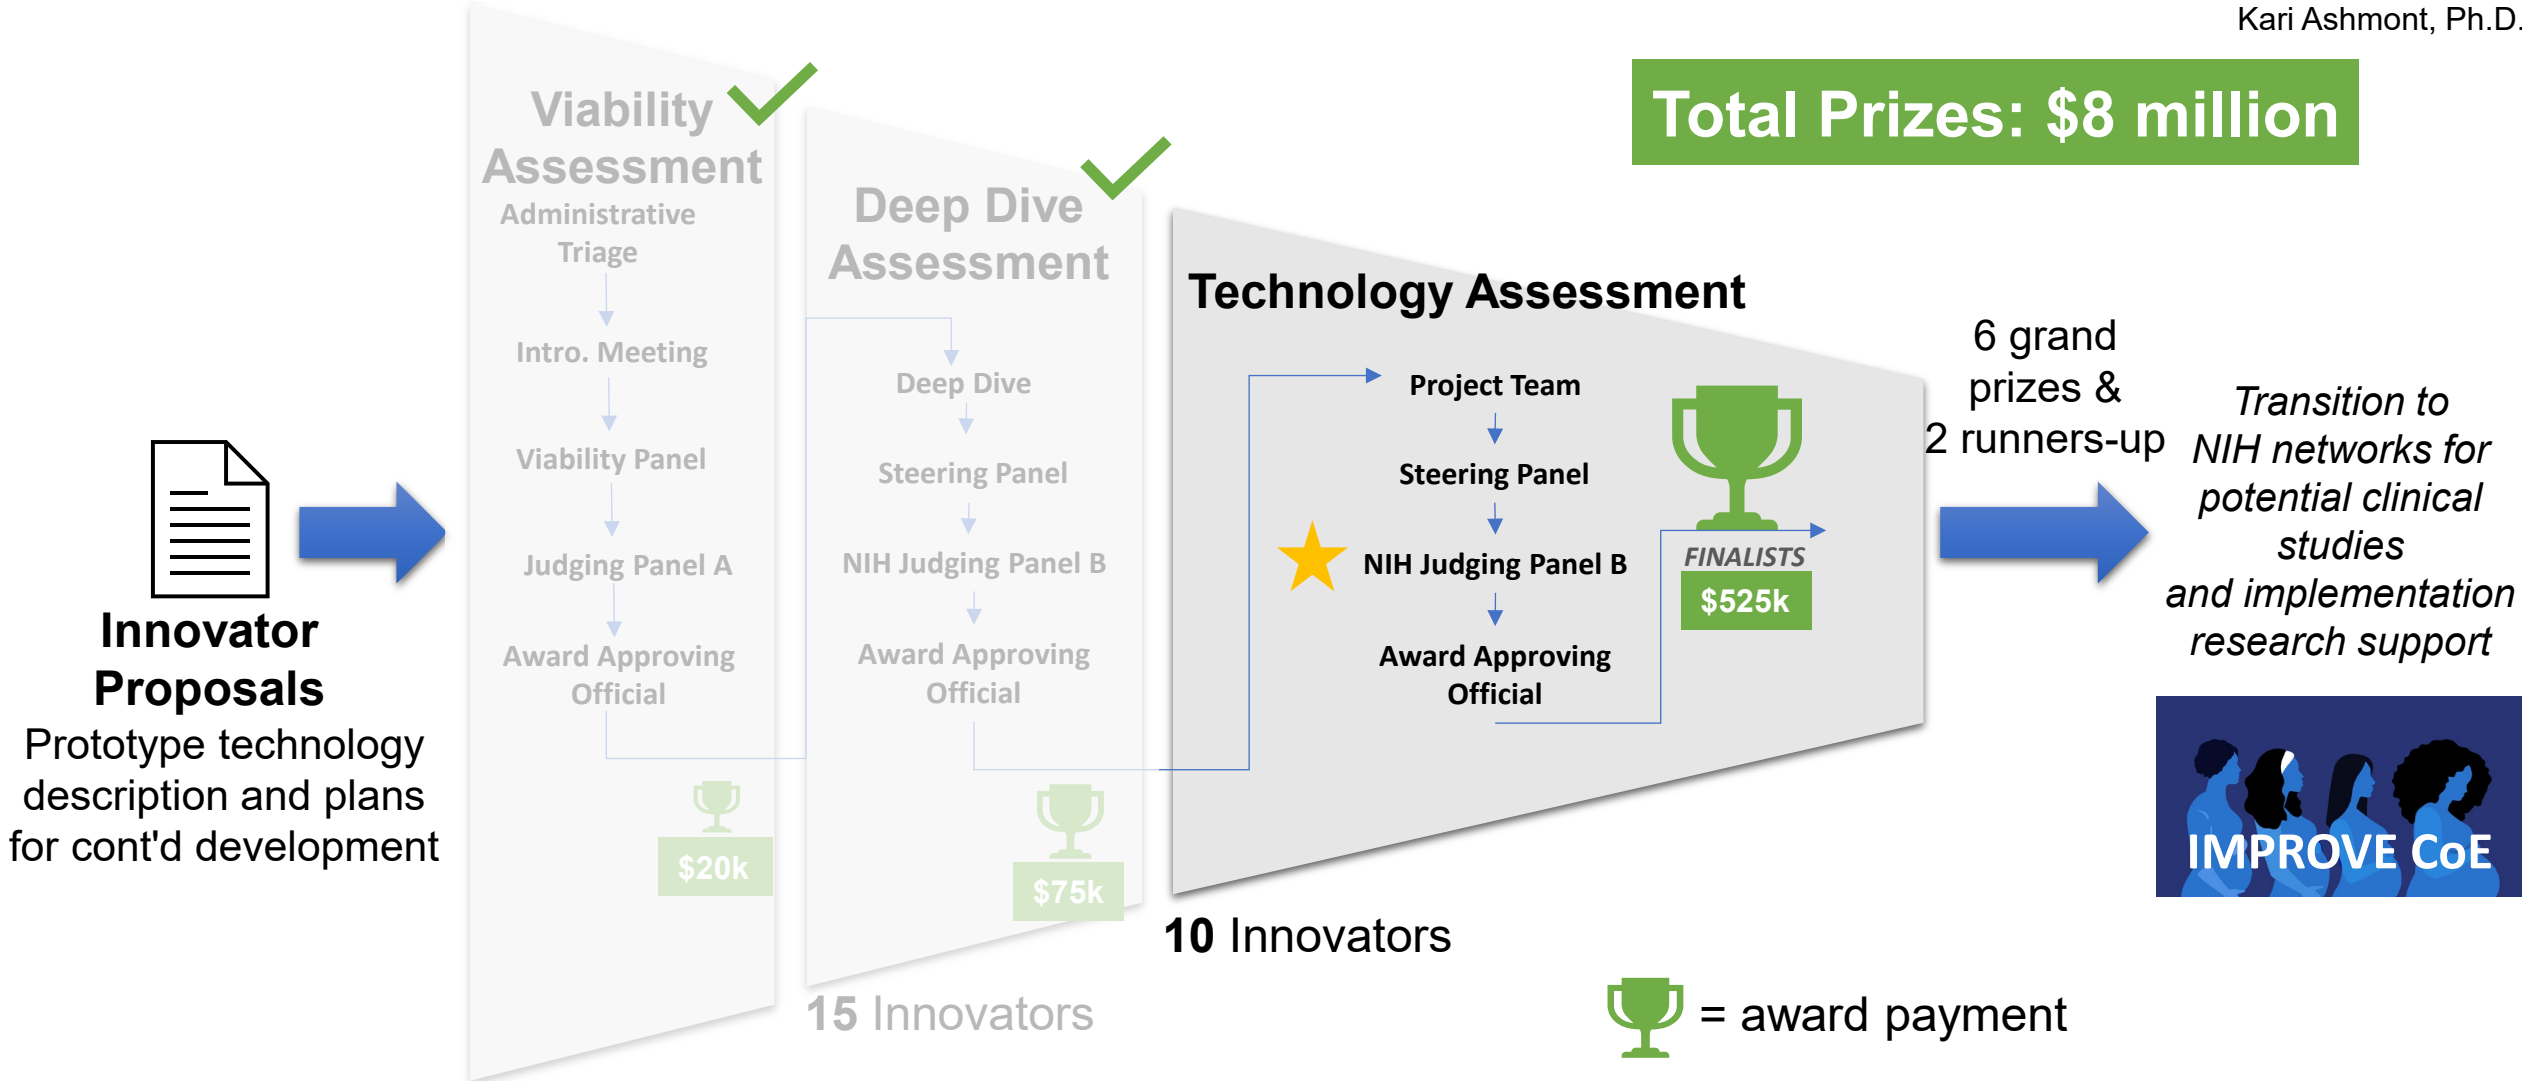 Kari Ashmont, Ph.D.
Total Prizes: $8 million
Innovator
Proposals
Prototype technology
description and plans
for cont'd development
Viability
Assessment
Administrative
Triage
Intro. Meeting
Viability Panel
Judging Panel A
Award Approving
Official
$20k
Deep Dive
Assessment
Deep Dive
Steering Panel
NIH Judging Panel B
Award Approving
Official
$75k
15 Innovators
Technology Assessment
Project Team
Steering Panel
NIH Judging Panel B
Award Approving
Official
FINALISTS
$525k
10 Innovators
6 grand
prizes &
2 runners-up
Transition to
NIH networks for
potential clinical
studies
and implementation
research support
IMPROVE CoE
= award payment